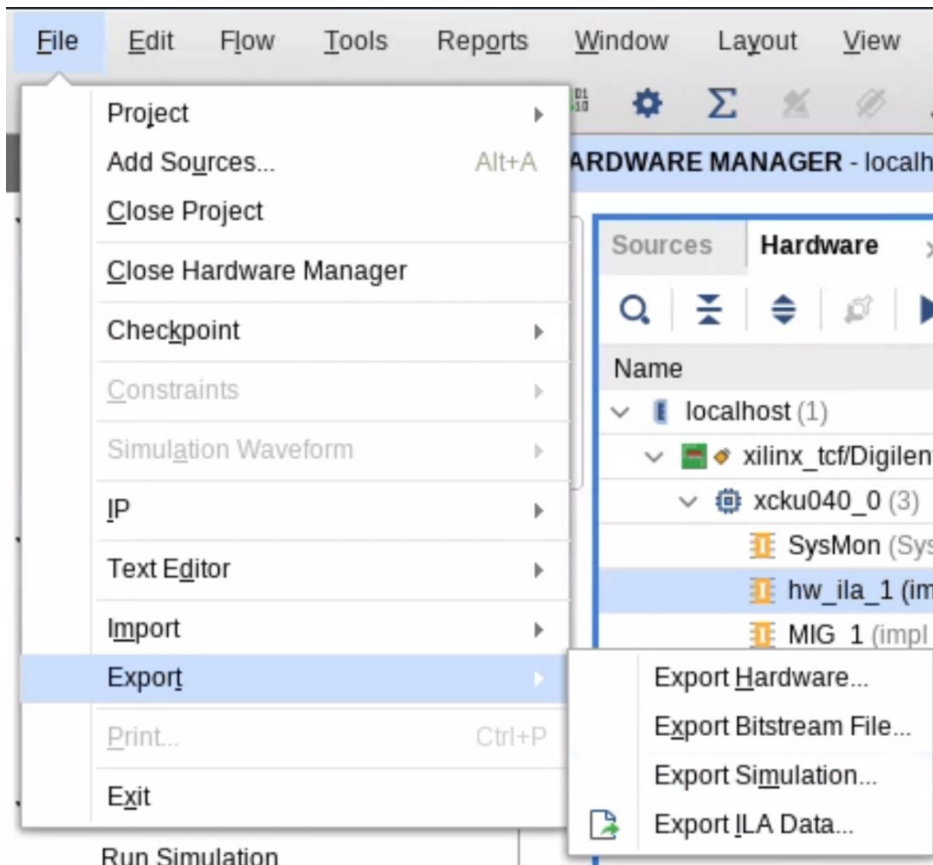 File Edit Flow Tools Reports Window Layout View
Project
Add Sources... Alt+A
Close Project
Close Hardware Manager
Checkpoint
Constraints
Simulation Waveform
IP
Text Editor
Import
Export
Print... Ctrl+P
Exit
Run Simulation
ARDWARE MANAGER - localh
Sources Hardware
Name
localhost (1)
xilinx_tcf/Digilen
xcku040_0 (3)
SysMon (Sys
hw_ila_1 (im
MIG 1 (impl
Export Hardware...
Export Bitstream File...
Export Simulation...
Export ILA Data...